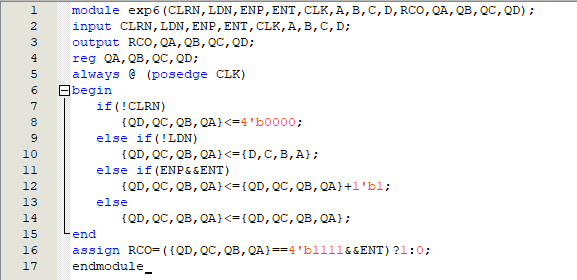 1 module exp6(CLRN,LDN,ENP,ENT,CLK,A,B,C,D,RCO,QA,QB,QC,QD);
2 input CLRN,LDN,ENP,ENT,CLK,A,B,C,D;
3 output RCO,QA,QB,QC,QD;
4 reg QA,QB,QC,QD;
5 always @ (posedge CLK)
6 begin
7 if(!CLRN)
8 {QD,QC,QB,QA}<=4'b0000;
9 else if(!LDN)
10 {QD,QC,QB,QA}<={D,C,B,A};
11 else if(ENP&&ENT)
12 {QD,QC,QB,QA}<={QD,QC,QB,QA}+1'b1;
13 else
14 {QD,QC,QB,QA}<={QD,QC,QB,QA};
15 end
16 assign RCO=({QD,QC,QB,QA}==4'b1111&&ENT)?1:0;
17 endmodule